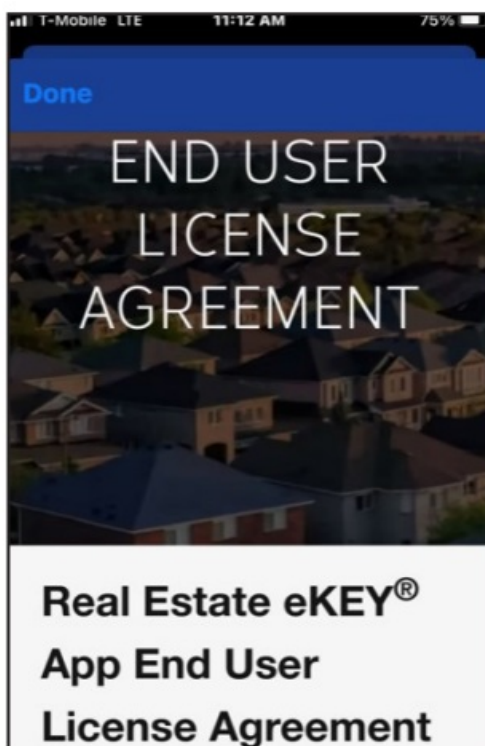 T-Mobile LTE 11:12 AM 75%
Done
END USER
LICENSE
AGREEMENT
Real Estate eKEY®
App End User
License Agreement